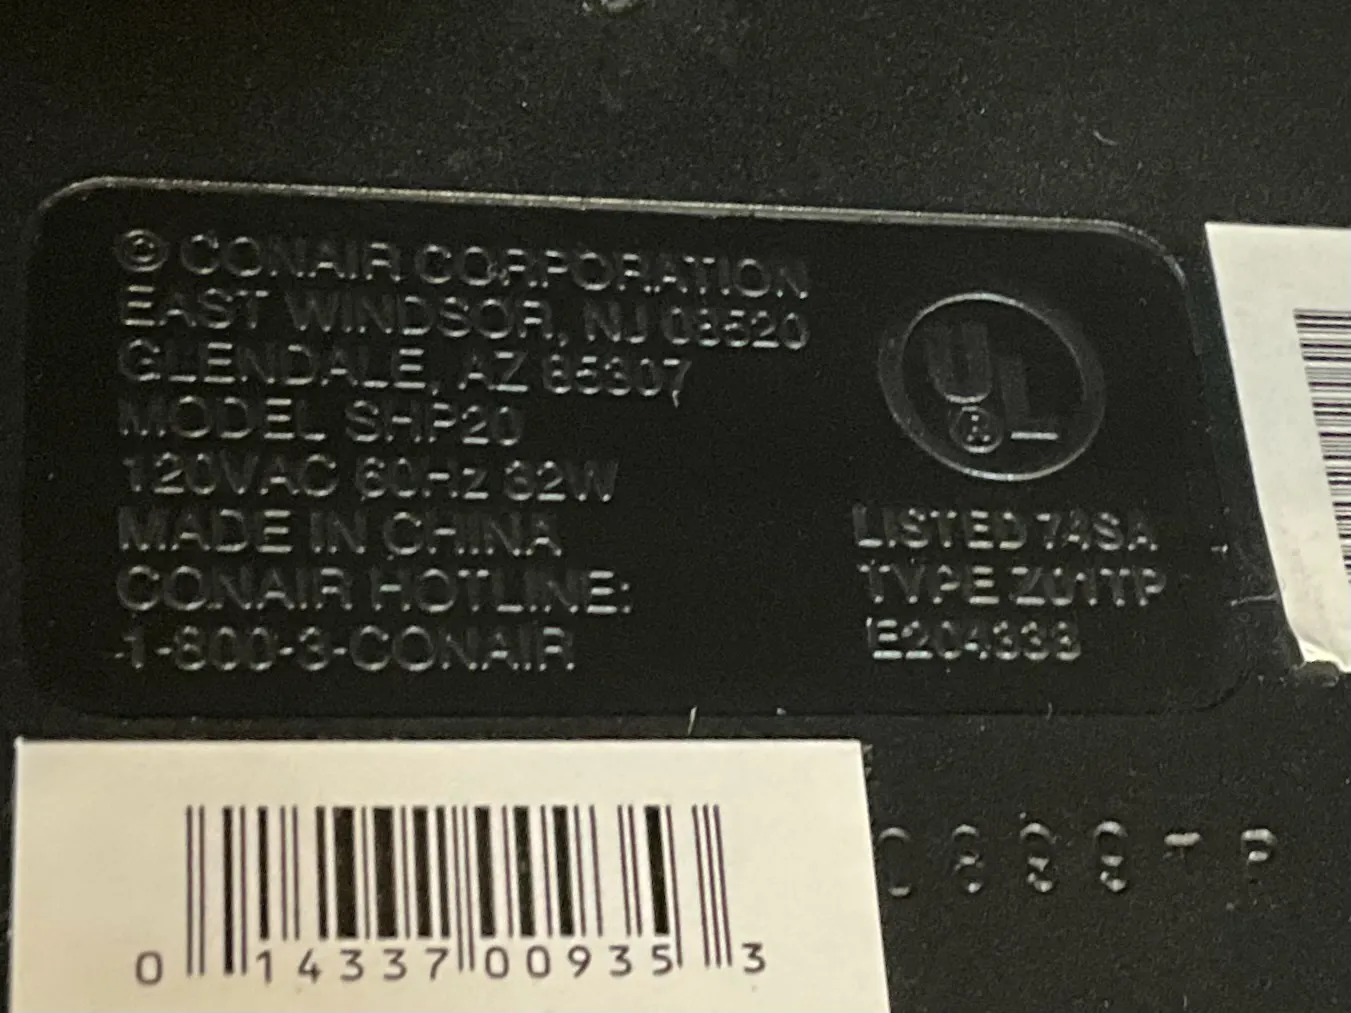 © CONAIR CORPORATION
EAST WINDSOR, NJ 08520
GLENDALE, AZ 85307
MODEL SHP20
120VAC 60Hz 32W
MADE IN CHINA
CONAIR HOTLINE:
1-800-3-CONAIR
UL
®
LISTED 74SA
TYPE Z01TP
E204333
0 14337 00935 3